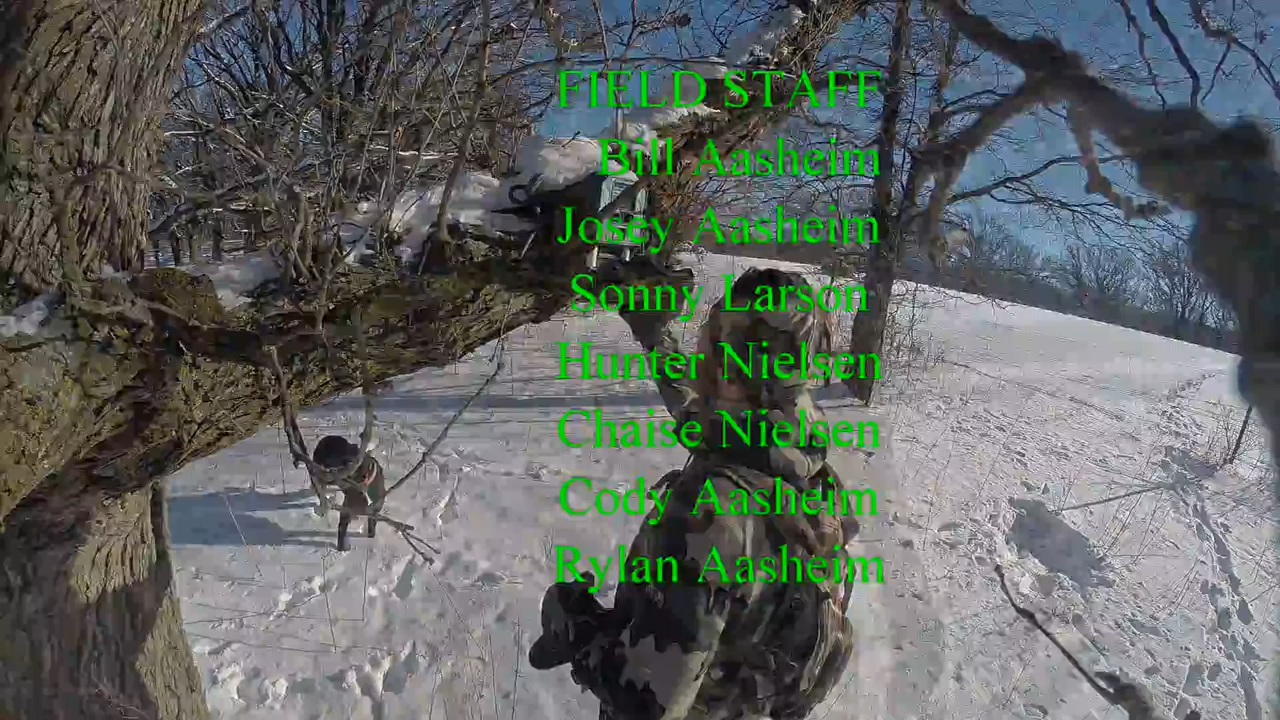 FIELD STAFF
Bill Aasheim
Josey Aasheim
Sonny Larson
Hunter Nielsen
Chaise Nielsen
Cody Aasheim
Rylan Aasheim